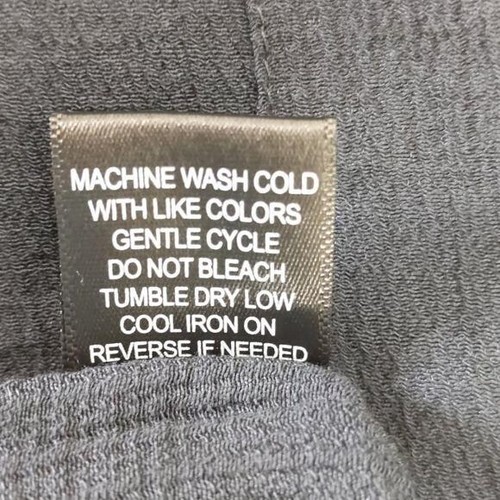 MACHINE WASH COLD
WITH LIKE COLORS
GENTLE CYCLE
DO NOT BLEACH
TUMBLE DRY LOW
COOL IRON ON
REVERSE IF NEEDED